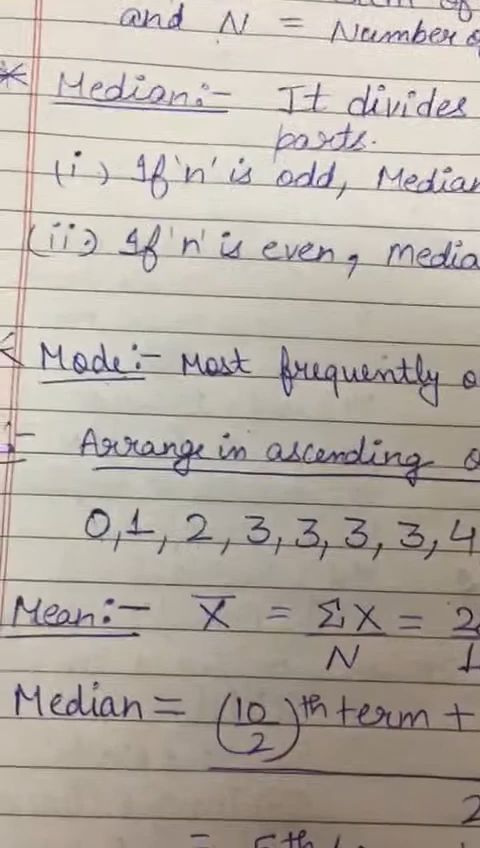 and N = Number
* Median:- It divides
parts.
(i) If 'n' is odd, Median
(ii) If 'n' is even, media
Mode:- Most frequently
:- Arrange in ascending
0, 1, 2, 3, 3, 3, 3, 4
Mean:- X̅ = ΣX = 2
N 1
Median = (10/2)th term +
2
= 5th